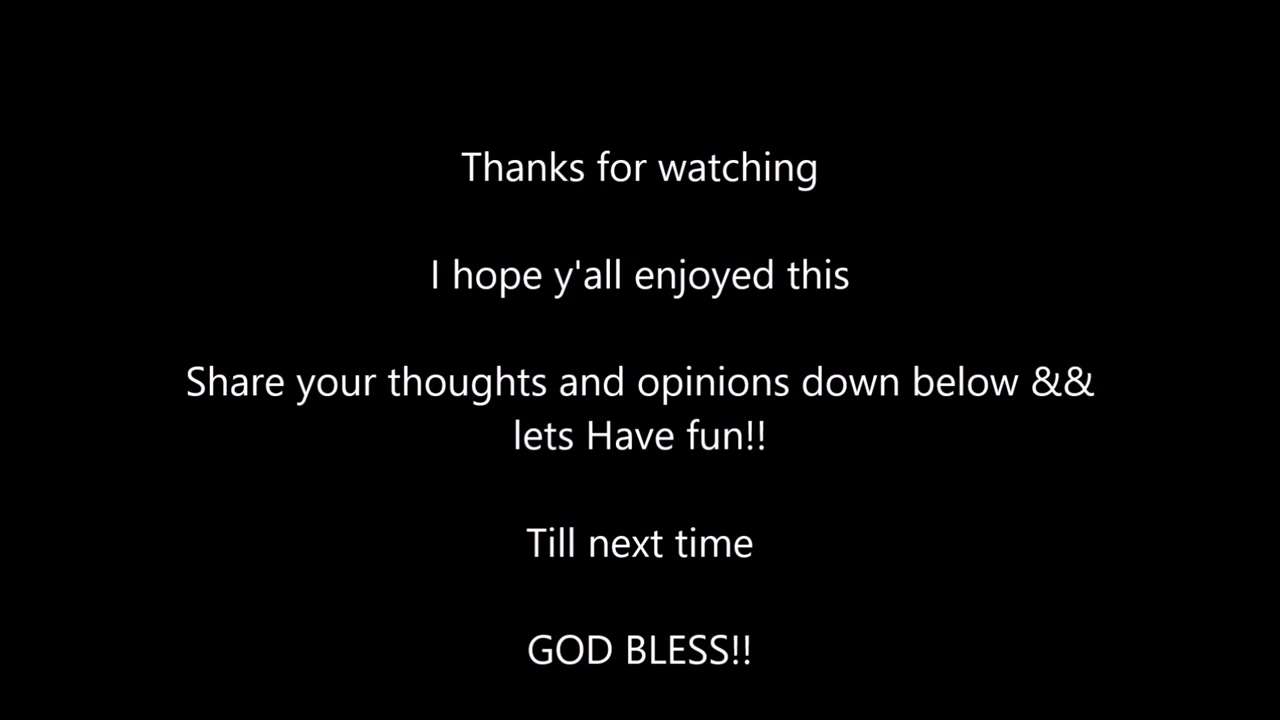 Thanks for watching
I hope y'all enjoyed this
Share your thoughts and opinions down below &&
lets Have fun!!
Till next time
GOD BLESS!!